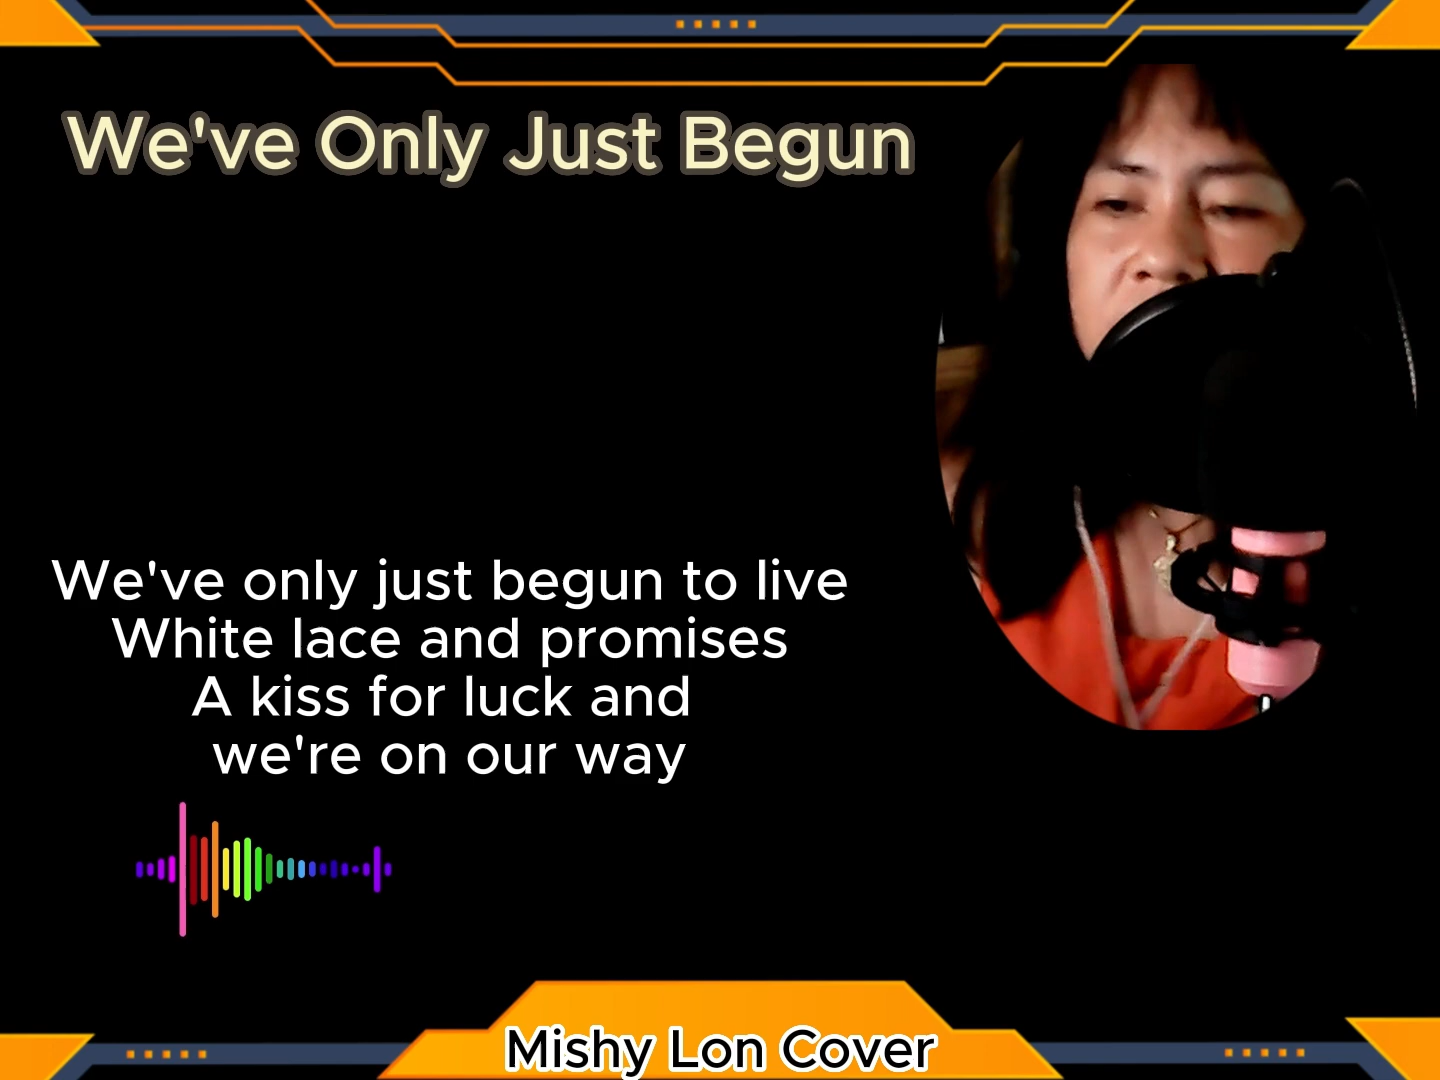 We've Only Just Begun
We've only just begun to live
White lace and promises
A kiss for luck and
we're on our way
Mishy Lon Cover